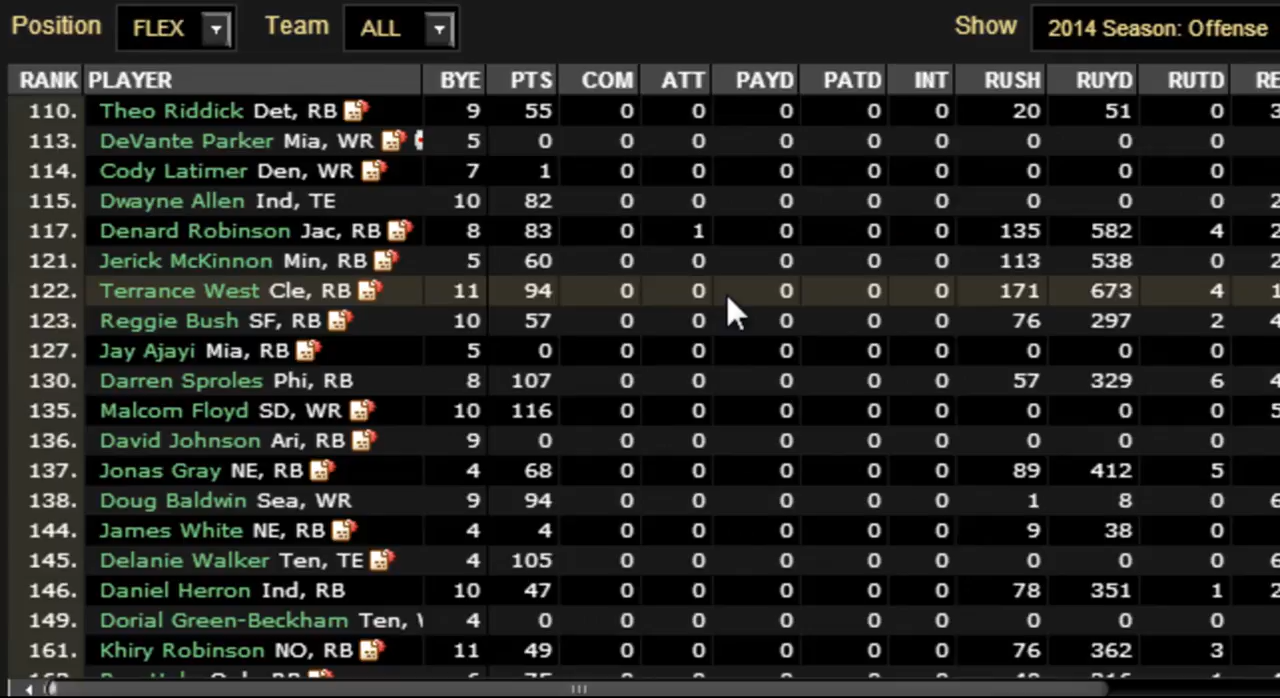 Position FLEX Team ALL Show 2014 Season: Offense
RANK PLAYER BYE PTS COM ATT PAYD PATD INT RUSH RUYD RUTD RE
110. Theo Riddick Det, RB 9 55 0 0 0 0 0 20 51 0 3
113. DeVante Parker Mia, WR 5 0 0 0 0 0 0 0 0 0
114. Cody Latimer Den, WR 7 1 0 0 0 0 0 0 0 0
115. Dwayne Allen Ind, TE 10 82 0 0 0 0 0 0 0 0 2
117. Denard Robinson Jac, RB 8 83 0 1 0 0 0 135 582 4 2
121. Jerick McKinnon Min, RB 5 60 0 0 0 0 0 113 538 0 2
122. Terrance West Cle, RB 11 94 0 0 0 0 0 171 673 4 1
123. Reggie Bush SF, RB 10 57 0 0 0 0 0 76 297 2 4
127. Jay Ajayi Mia, RB 5 0 0 0 0 0 0 0 0 0
130. Darren Sproles Phi, RB 8 107 0 0 0 0 0 57 329 6 4
135. Malcom Floyd SD, WR 10 116 0 0 0 0 0 0 0 0 5
136. David Johnson Ari, RB 9 0 0 0 0 0 0 0 0 0
137. Jonas Gray NE, RB 4 68 0 0 0 0 0 89 412 5
138. Doug Baldwin Sea, WR 9 94 0 0 0 0 0 1 8 0 6
144. James White NE, RB 4 4 0 0 0 0 0 9 38 0
145. Delanie Walker Ten, TE 4 105 0 0 0 0 0 0 0 0 6
146. Daniel Herron Ind, RB 10 47 0 0 0 0 0 78 351 1 2
149. Dorial Green-Beckham Ten, 4 0 0 0 0 0 0 0 0 0
161. Khiry Robinson NO, RB 11 49 0 0 0 0 0 76 362 3